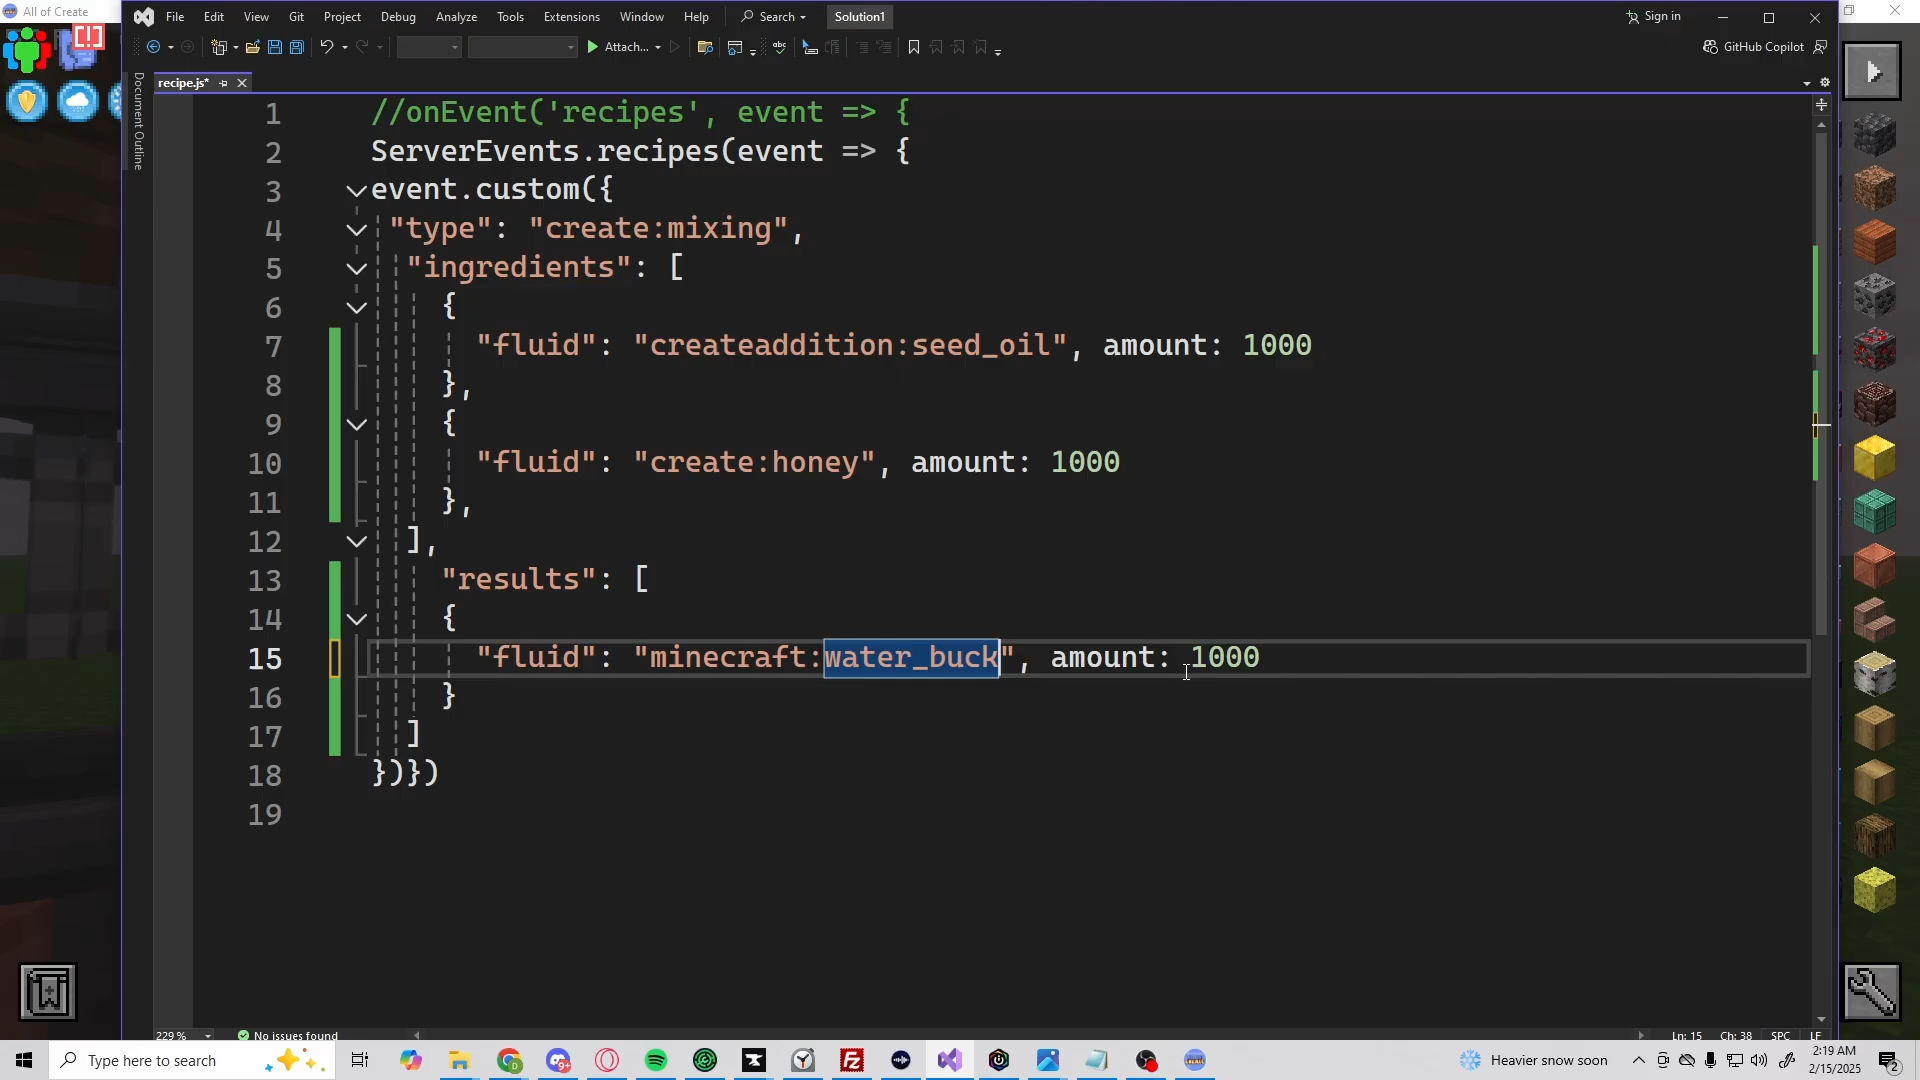 All of Create
File Edit View Git Project Debug Analyze Tools Extensions Window Help Search Solution1 Sign in
Attach... GitHub Copilot
Document Outline
recipe.js*
1 //onEvent('recipes', event => {
2 ServerEvents.recipes(event => {
3 event.custom({
4 "type": "create:mixing",
5 "ingredients": [
6 {
7 "fluid": "createaddition:seed_oil", amount: 1000
8 },
9 {
10 "fluid": "create:honey", amount: 1000
11 },
12 ],
13 "results": [
14 {
15 "fluid": "minecraft:water_buck", amount: 1000
16 }
17 ]
18 })})
19
229 % No issues found Ln: 15 Ch: 38 SPC LF
Type here to search Heavier snow soon 2:19 AM
2/15/2025